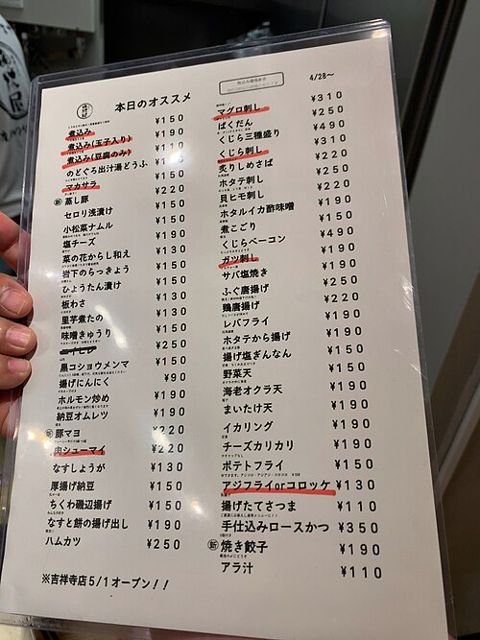 本日のオススメ
4/28～
煮込み ¥150
煮込み(玉子入り) ¥190
煮込み(豆腐のみ) ¥110
のどぐろ出汁湯どうふ
マカサラ ¥150
新 蒸し豚 ¥220
セロリ浅漬け ¥150
小松菜ナムル ¥150
塩チーズ ¥190
菜の花からし和え ¥130
岩下のらっきょう ¥150
ひょうたん漬け ¥150
板わさ ¥130
里芋煮たの ¥130
味噌きゅうり ¥150
エイヒレ ¥250
黒コショウメンマ ¥150
揚げにんにく ¥90
ホルモン炒め ¥190
納豆オムレツ ¥190
新 豚マヨ ¥220
肉シューマイ ¥220
なすしょうが ¥130
厚揚げ納豆 ¥150
ちくわ磯辺揚げ ¥150
なすと餅の揚げ出し ¥190
ハムカツ ¥250
※吉祥寺店5/1オープン！！
マグロ刺し ¥310
ばくだん ¥250
くじら三種盛り ¥490
くじら刺し ¥310
炙りしめさば ¥220
ホタテ刺し ¥250
貝ヒモ刺し ¥220
ホタルイカ酢味噌 ¥190
煮こごり ¥150
くじらベーコン ¥490
ガツ刺し ¥190
サバ塩焼き ¥190
ふぐ唐揚げ ¥250
鶏唐揚げ ¥220
レバフライ ¥190
ホタテから揚げ ¥190
揚げ塩ぎんなん ¥150
野菜天 ¥150
海老オクラ天 ¥190
まいたけ天 ¥190
イカリング ¥190
チーズカリカリ ¥190
ポテトフライ ¥150
アジフライorコロッケ ¥130
揚げたてさつま ¥110
手仕込みロースかつ ¥350
新 焼き餃子 ¥190
アラ汁 ¥110